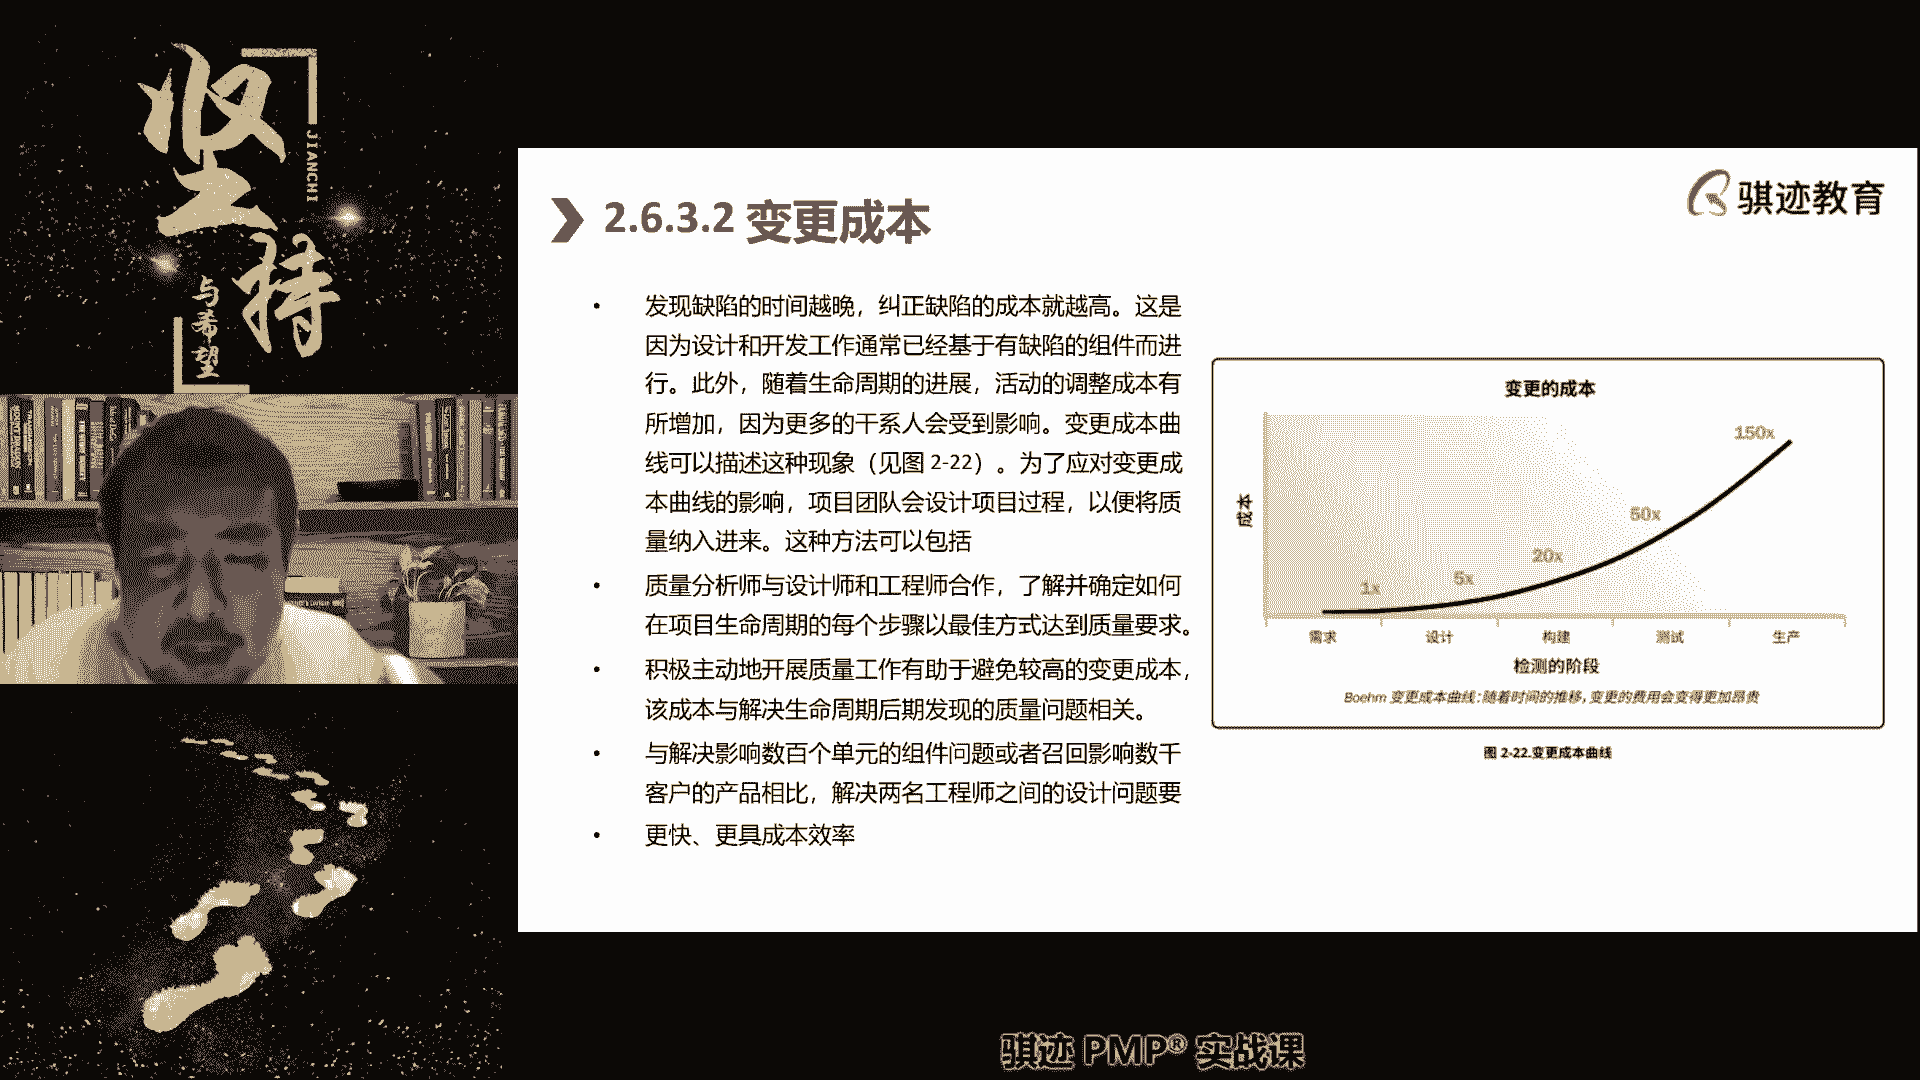 坚持
JIANCHI
与希望
骐迹教育
2.6.3.2 变更成本
• 发现缺陷的时间越晚，纠正缺陷的成本就越高。这是
因为设计和开发工作通常已经基于有缺陷的组件而进
行。此外，随着生命周期的进展，活动的调整成本有
所增加，因为更多的干系人会受到影响。变更成本曲
线可以描述这种现象（见图 2-22）。为了应对变更成
本曲线的影响，项目团队会设计项目过程，以便将质
量纳入进来。这种方法可以包括
• 质量分析师与设计师和工程师合作，了解并确定如何
在项目生命周期的每个步骤以最佳方式达到质量要求。
• 积极主动地开展质量工作有助于避免较高的变更成本，
该成本与解决生命周期后期发现的质量问题相关。
• 与解决影响数百个单元的组件问题或者召回影响数千
客户的产品相比，解决两名工程师之间的设计问题要
• 更快、更具成本效率
变更的成本
成本
1x
5x
20x
50x
150x
需求 设计 构建 测试 生产
检测的阶段
Boehm 变更成本曲线：随着时间的推移，变更的费用会变得更加昂贵
图 2-22.变更成本曲线
骐迹 PMP® 实战课